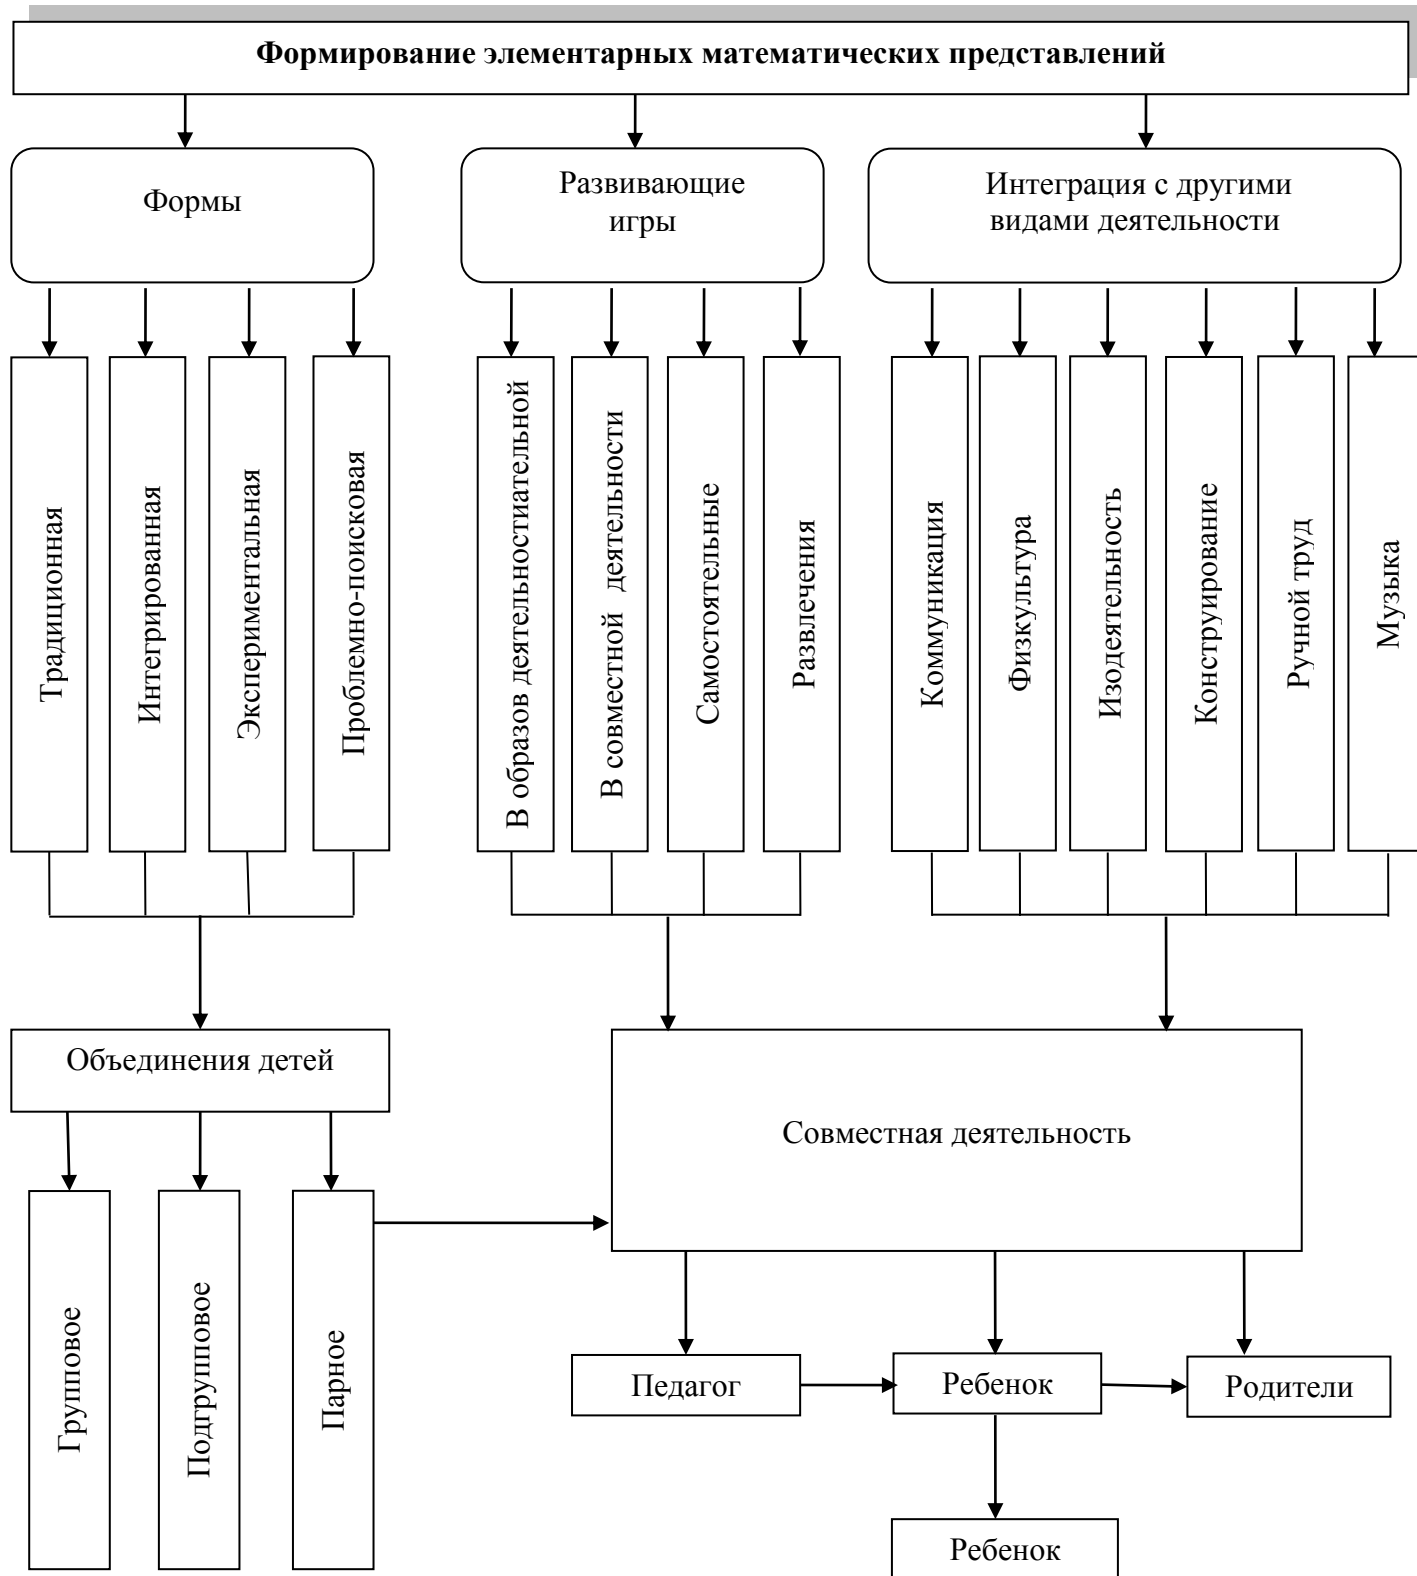 Формирование элементарных математических представлений
Формы
Развивающие
игры
Интеграция с другими
видами деятельности
Традиционная
Интегрированная
Экспериментальная
Проблемно-поисковая
В образов деятельностиательной
В совместной деятельности
Самостоятельные
Развлечения
Коммуникация
Физкультура
Изодеятельность
Конструирование
Ручной труд
Музыка
Объединения детей
Совместная деятельность
Групповое
Подгрупповое
Парное
Педагог
Ребенок
Родители
Ребенок